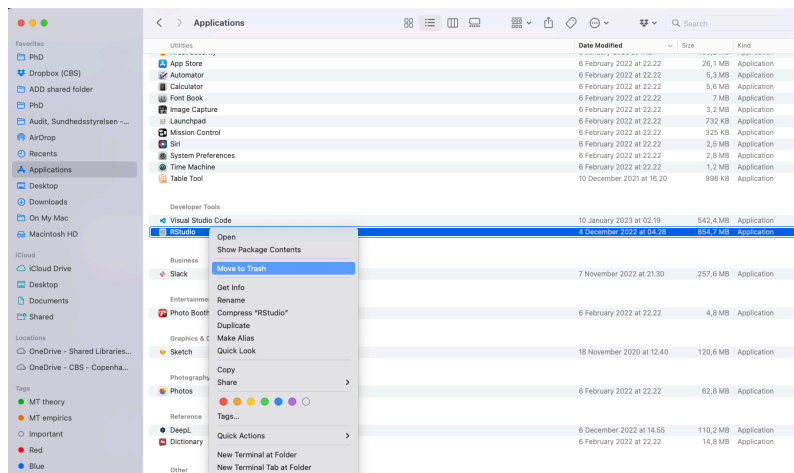 Applications
Search
Favorites
PhD
Dropbox (CBS)
ADD shared folder
PhD
Audit, Sundhedsstyrelsen -...
AirDrop
Recents
Applications
Desktop
Downloads
On My Mac
Macintosh HD
iCloud
iCloud Drive
Desktop
Documents
Shared
Locations
OneDrive - Shared Libraries...
OneDrive - CBS - Copenha...
Tags
MT theory
MT empirics
Important
Red
Blue
Utilities Date Modified Size Kind
App Store 6 February 2022 at 22.22 26,1 MB Application
Automator 6 February 2022 at 22.22 5,3 MB Application
Calculator 6 February 2022 at 22.22 5,6 MB Application
Font Book 6 February 2022 at 22.22 7 MB Application
Image Capture 6 February 2022 at 22.22 3,2 MB Application
Launchpad 6 February 2022 at 22.22 732 KB Application
Mission Control 6 February 2022 at 22.22 325 KB Application
Siri 6 February 2022 at 22.22 2,5 MB Application
System Preferences 6 February 2022 at 22.22 2,8 MB Application
Time Machine 6 February 2022 at 22.22 1,2 MB Application
Table Tool 10 December 2021 at 16.20 998 KB Application
Developer Tools
Visual Studio Code 10 January 2023 at 02.19 542,4 MB Application
RStudio 4 December 2022 at 04.28 854,7 MB Application
Business
Slack 7 November 2022 at 21.30 257,6 MB Application
Entertainme
Photo Booth 6 February 2022 at 22.22 4,8 MB Application
Graphics & D
Sketch 18 November 2020 at 12.40 120,6 MB Application
Photography
Photos 6 February 2022 at 22.22 62,8 MB Application
Reference
DeepL 6 December 2022 at 14.55 110,2 MB Application
Dictionary 6 February 2022 at 22.22 14,8 MB Application
Other
Open
Show Package Contents
Move to Trash
Get Info
Rename
Compress "RStudio"
Duplicate
Make Alias
Quick Look
Copy
Share
Tags...
Quick Actions
New Terminal at Folder
New Terminal Tab at Folder